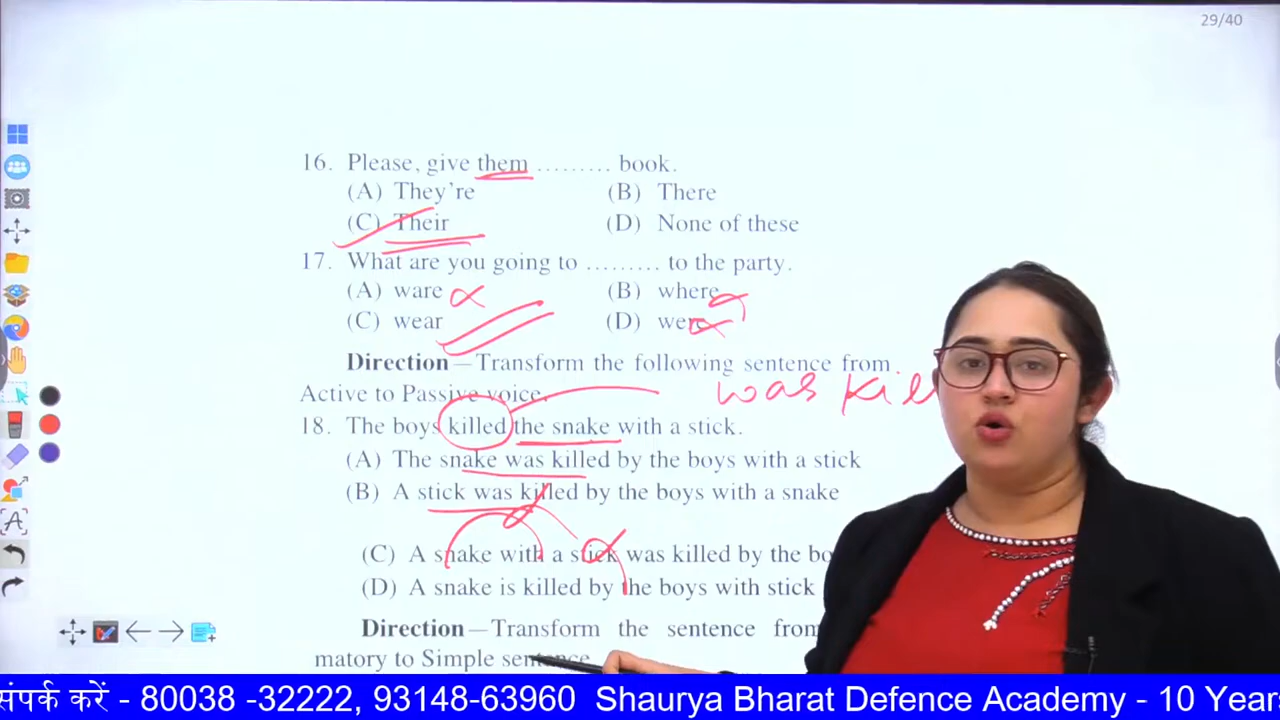 29/40
16. Please, give them ......... book.
(A) They're (B) There
(C) Their (D) None of these
17. What are you going to ......... to the party.
(A) ware (B) where
(C) wear (D) were
Direction—Transform the following sentence from
Active to Passive voice.
was kil
18. The boys killed the snake with a stick.
(A) The snake was killed by the boys with a stick
(B) A stick was killed by the boys with a snake
(C) A snake with a stick was killed by the bo
(D) A snake is killed by the boys with stick
Direction—Transform the sentence from
matory to Simple sentence
संपर्क करें - 80038 -32222, 93148-63960 Shaurya Bharat Defence Academy - 10 Year